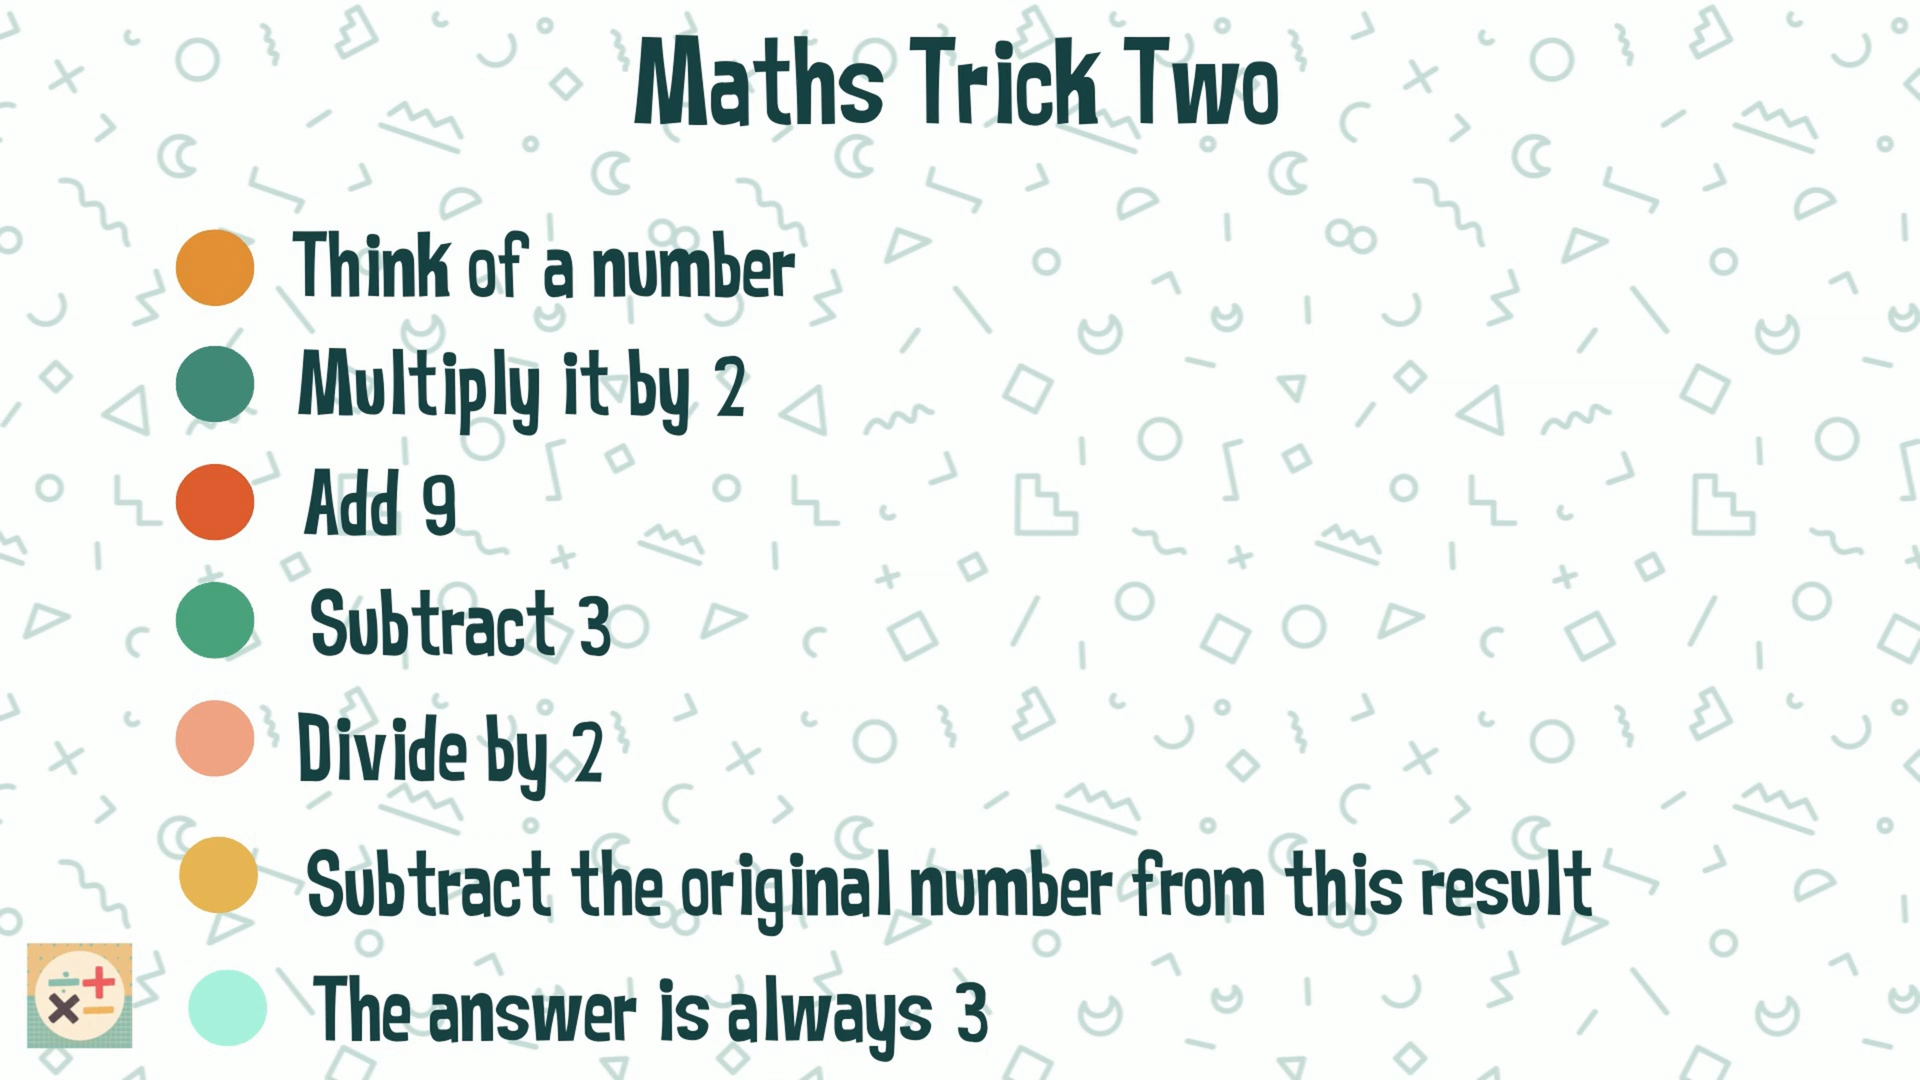 Maths Trick Two
Think of a number
Multiply it by 2
Add 9
Subtract 3
Divide by 2
Subtract the original number from this result
The answer is always 3